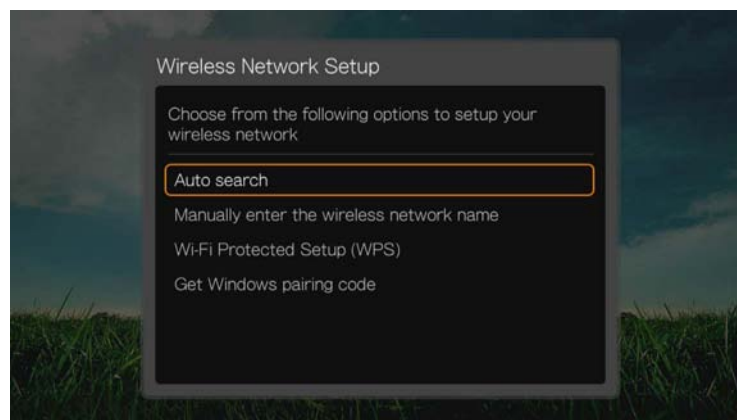 Wireless Network Setup
Choose from the following options to setup your
wireless network
Auto search
Manually enter the wireless network name
Wi-Fi Protected Setup (WPS)
Get Windows pairing code